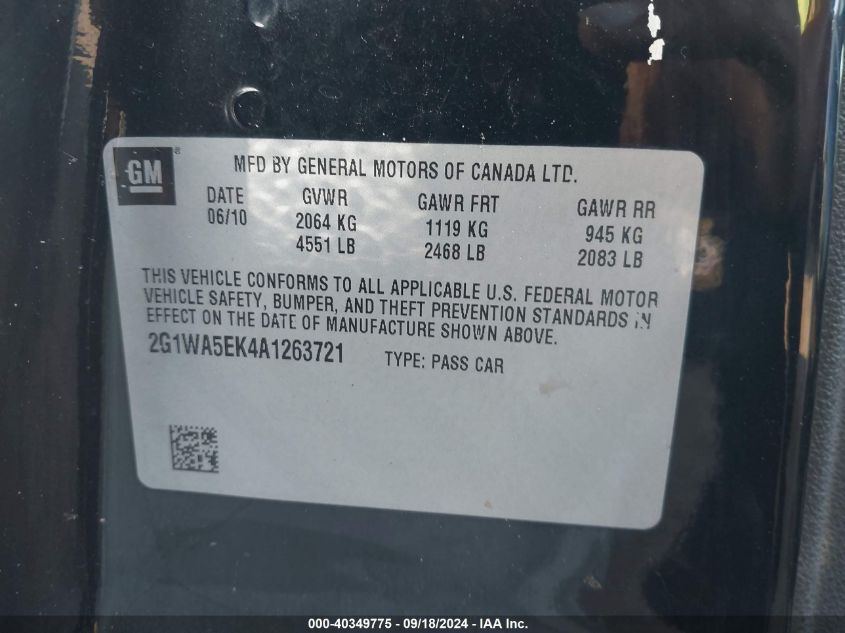 GM ®
MFD BY GENERAL MOTORS OF CANADA LTD.
DATE GVWR GAWR FRT GAWR RR
06/10 2064 KG 1119 KG 945 KG
4551 LB 2468 LB 2083 LB
THIS VEHICLE CONFORMS TO ALL APPLICABLE U.S. FEDERAL MOTOR
VEHICLE SAFETY, BUMPER, AND THEFT PREVENTION STANDARDS IN
EFFECT ON THE DATE OF MANUFACTURE SHOWN ABOVE.
2G1WA5EK4A1263721 TYPE: PASS CAR
000-40349775 - 09/18/2024 - IAA Inc.